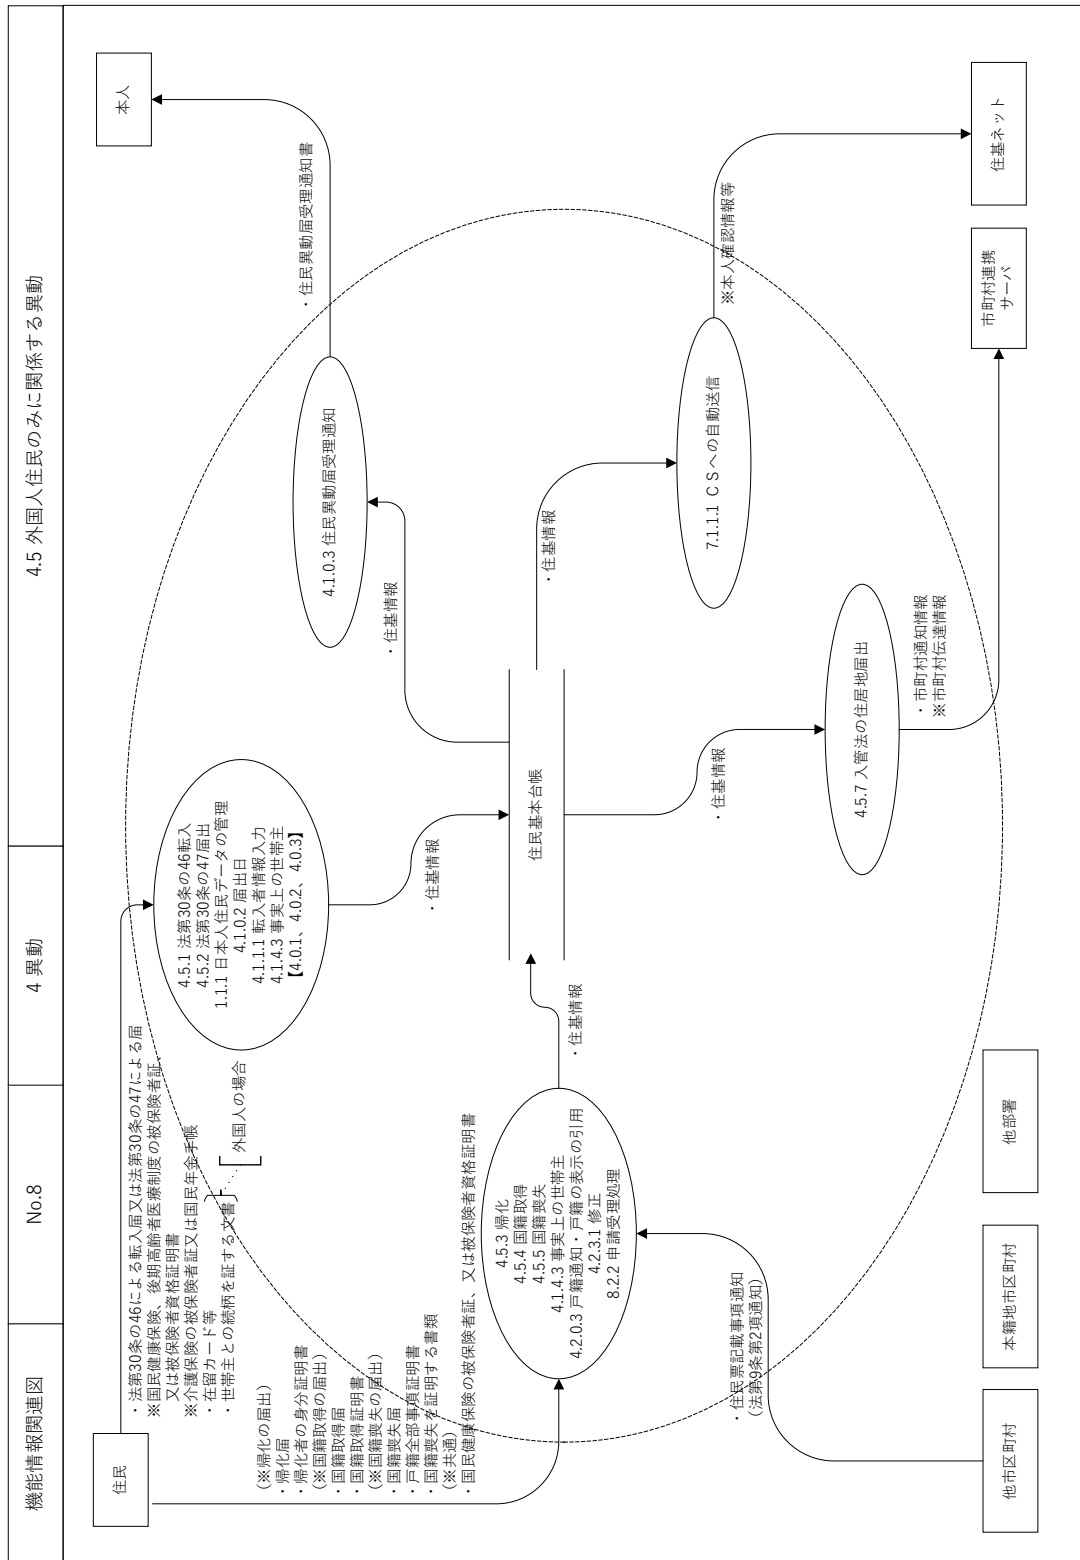 機能情報関連図
No.8
4 異動
4.5 外国人住民のみに関係する異動
住民
・法第30条の46による転入届又は法第30条の47による届
※国民健康保険、後期高齢者医療制度の被保険者証、
又は被保険者資格証明書
※介護保険の被保険者証又は国民年金手帳
・在留カード等
・世帯主との続柄を証する文書
外国人の場合
4.5.1 法第30条の46転入
4.5.2 法第30条の47届出
1.1.1 日本人住民データの管理
4.1.0.2 届出日
4.1.1.1 転入者情報入力
4.1.4.3 事実上の世帯主
【4.0.1、4.0.2、4.0.3】
・住基情報
・住基情報
4.1.0.3 住民異動届受理通知
・住民異動届受理通知書
本人
(※帰化の届出)
・帰化届
・帰化者の身分証明書
(※国籍取得の届出)
・国籍取得届
・国籍取得証明書
(※国籍喪失の届出)
・国籍喪失届
・戸籍全部事項証明書
・国籍喪失を証明する書類
(※共通)
・国民健康保険の被保険者証、又は被保険者資格証明書
4.5.3 帰化
4.5.4 国籍取得
4.5.5 国籍喪失
4.1.4.3 事実上の世帯主
4.2.0.3 戸籍通知・戸籍の表示の引用
4.2.3.1 修正
8.2.2 申請受理処理
・住基情報
住民基本台帳
・住基情報
7.1.1.1 CSへの自動送信
※本人確認情報等
住基ネット
・住基情報
4.5.7 入管法の住居地届出
・市町村通知情報
※市町村伝達情報
市町村連携
サーバ
・住民票記載事項通知
(法第9条第2項通知)
他市区町村
本籍地市区町村
他部署